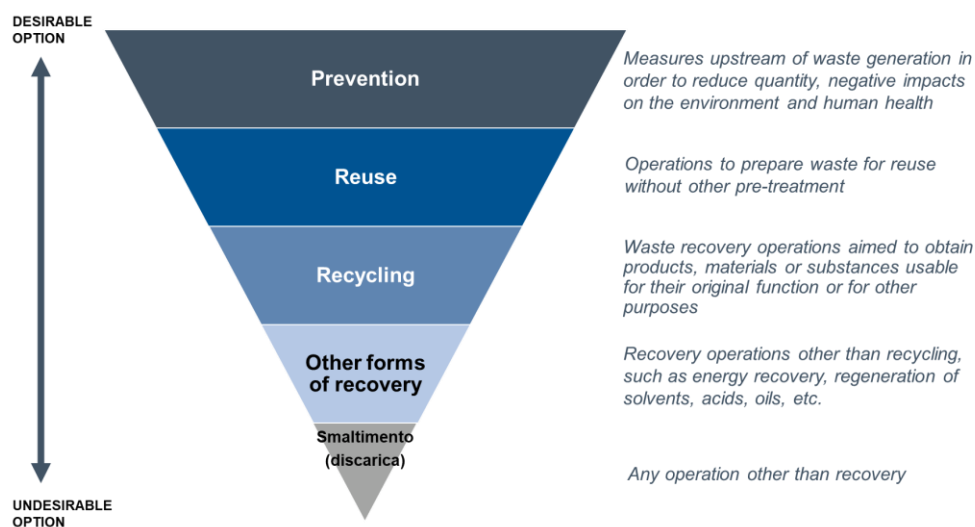 DESIRABLE
OPTION
Prevention
Measures upstream of waste generation in
order to reduce quantity, negative impacts
on the environment and human health
Reuse
Operations to prepare waste for reuse
without other pre-treatment
Recycling
Waste recovery operations aimed to obtain
products, materials or substances usable
for their original function or for other
purposes
Other forms
of recovery
Recovery operations other than recycling,
such as energy recovery, regeneration of
solvents, acids, oils, etc.
Smaltimento
(discarica)
Any operation other than recovery
UNDESIRABLE
OPTION